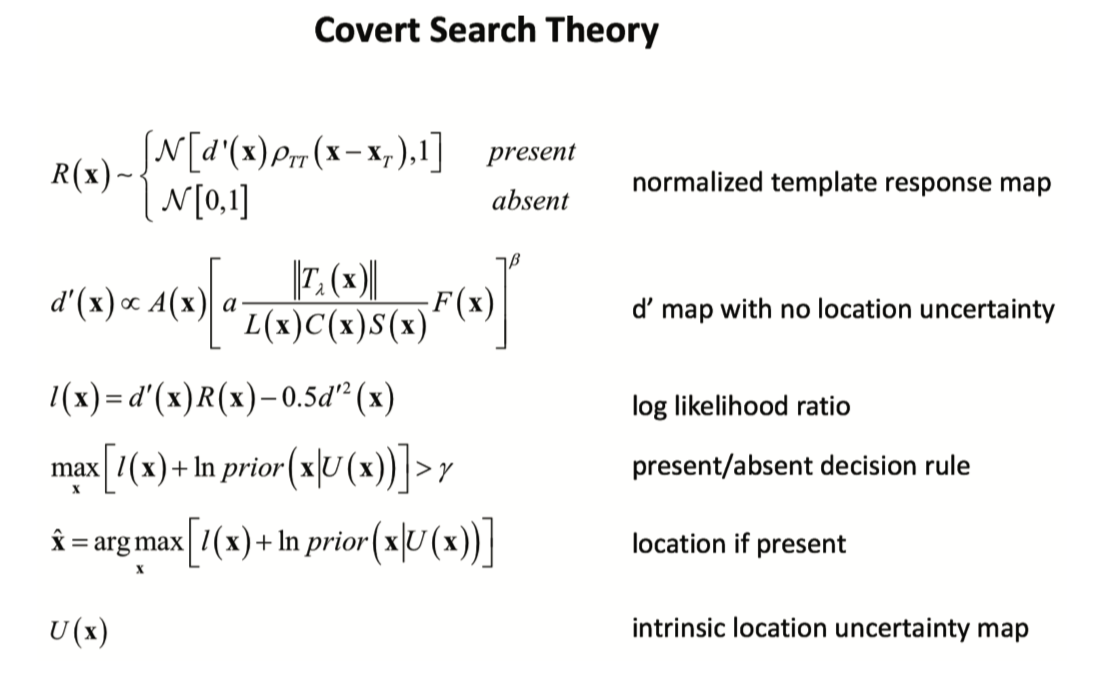 Covert Search Theory
R(x) ~ { 𝒩[d'(x)ρ_TT(x−x_T),1] present
𝒩[0,1] absent
normalized template response map
d'(x) ∝ A(x)[a ‖T_λ(x)‖ / L(x)C(x)S(x) F(x)]^β d’ map with no location uncertainty
l(x) = d'(x)R(x) − 0.5d'²(x) log likelihood ratio
max_x[l(x) + ln prior(x|U(x))] > γ present/absent decision rule
x̂ = arg max_x[l(x) + ln prior(x|U(x))] location if present
U(x) intrinsic location uncertainty map